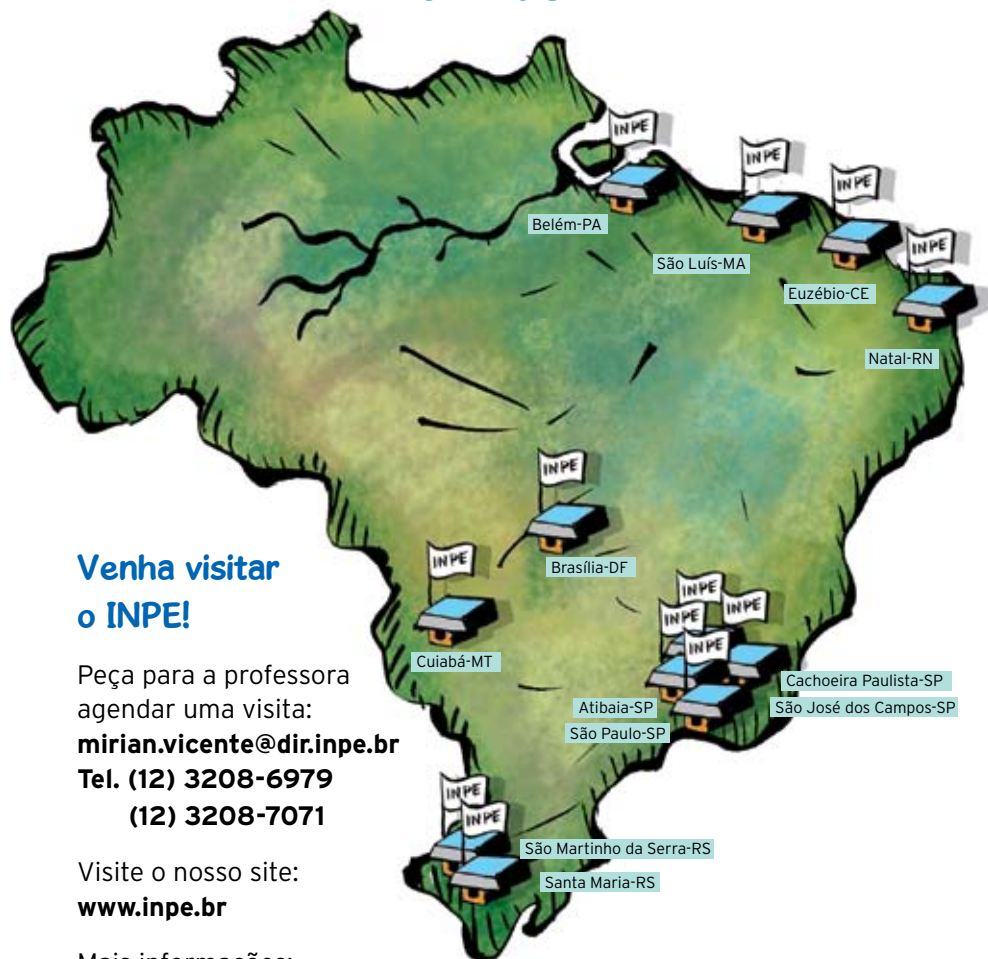 INPE
Belém-PA
INPE
São Luís-MA
INPE
Euzébio-CE
INPE
Natal-RN
INPE
Brasília-DF
INPE
Cuiabá-MT
INPE
INPE
INPE
INPE
Cachoeira Paulista-SP
São José dos Campos-SP
Atibaia-SP
São Paulo-SP
INPE
INPE
São Martinho da Serra-RS
Santa Maria-RS
Venha visitar
o INPE!
Peça para a professora
agendar uma visita:
mirian.vicente@dir.inpe.br
Tel. (12) 3208-6979
(12) 3208-7071
Visite o nosso site:
www.inpe.br
Mais informações: